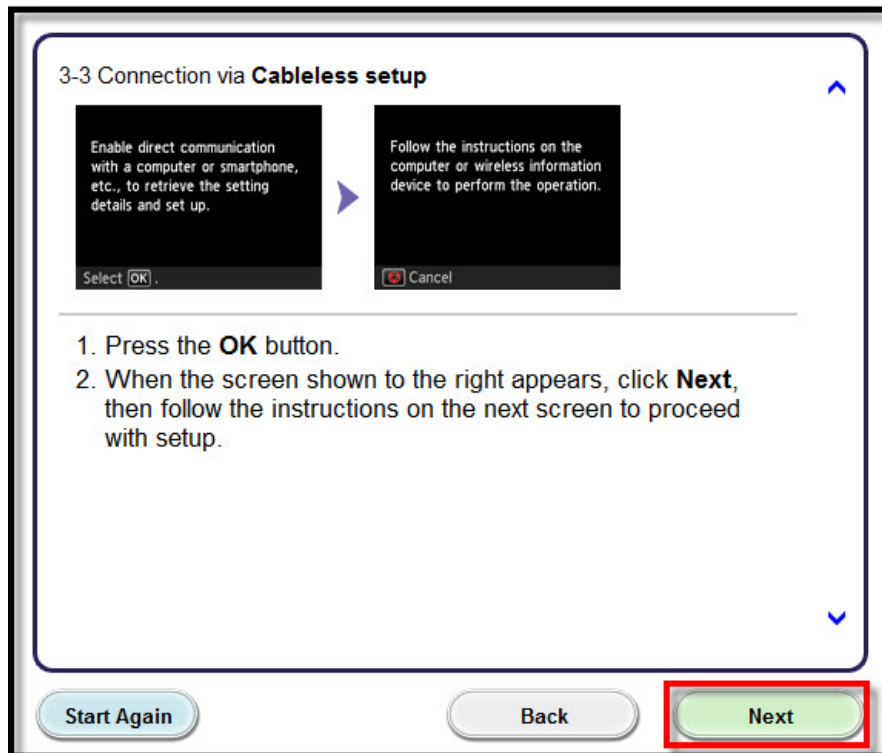 3-3 Connection via Cableless setup
Enable direct communication
with a computer or smartphone,
etc., to retrieve the setting
details and set up.
Select OK .
Follow the instructions on the
computer or wireless information
device to perform the operation.
Cancel
1. Press the OK button.
2. When the screen shown to the right appears, click Next,
then follow the instructions on the next screen to proceed
with setup.
Start Again
Back
Next